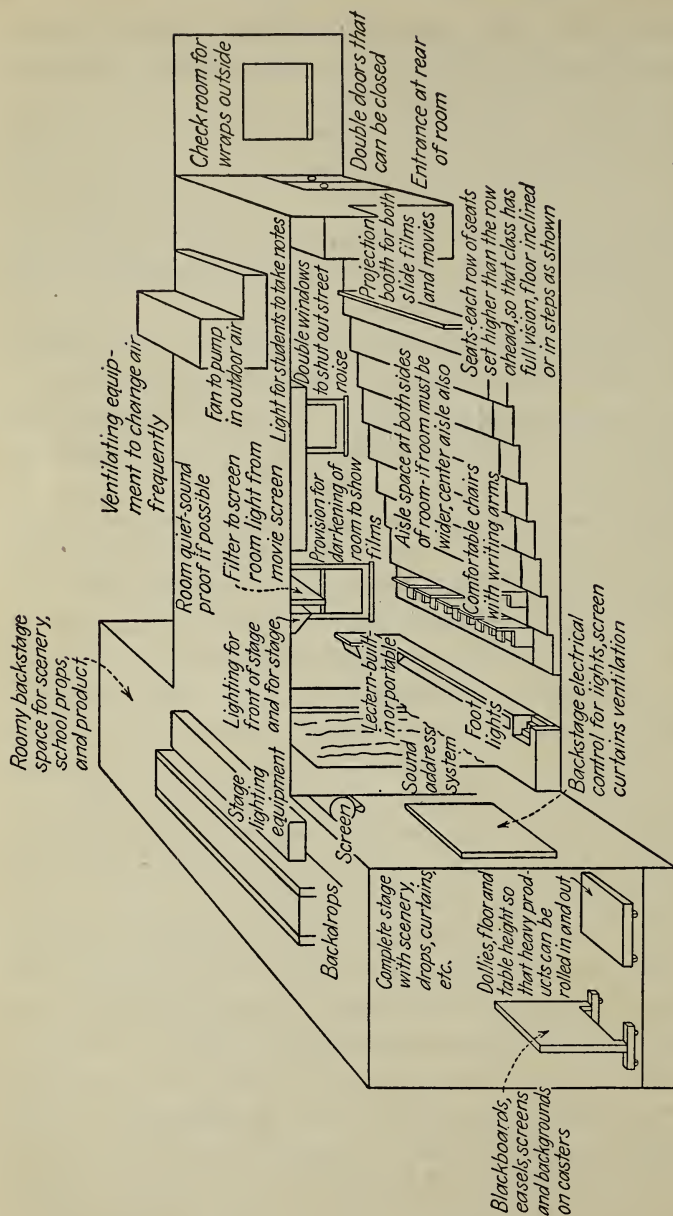 Roomy backstage
space for scenery,
school props,
and product
Ventilating equip-
ment to change air
frequently
Check room for
wraps outside
Room quiet-sound
proof if possible
Fan to pump
in outdoor air
Double doors that
can be closed
Entrance at rear
of room
Stage
lighting
equipment
Lighting for
front of stage
and for stage
Filter to screen
room light from
movie screen
Light for students to take notes
Double windows
to shut out street
noise
Projection
booth for both
slide films
and movies
Backdrops
Screen
Provision for
darkening of
room to show
films
Lectern-built-
in or portable
Sound
address
system
Foot
lights
Aisle space at both sides
of room-if room must be
wider, center aisle also
Comfortable chairs
with writing arms
Seats-each row of seats
set higher than the row
ahead, so that class has
full vision, floor inclined
or in steps as shown
Complete stage
with scenery,
drops, curtains,
etc.
Dollies, floor and
table height so
that heavy prod-
ucts can be
rolled in and out
Backstage electrical
control for lights, screen
curtains ventilation
Blackboards,
easels, screens
and backgrounds
on casters